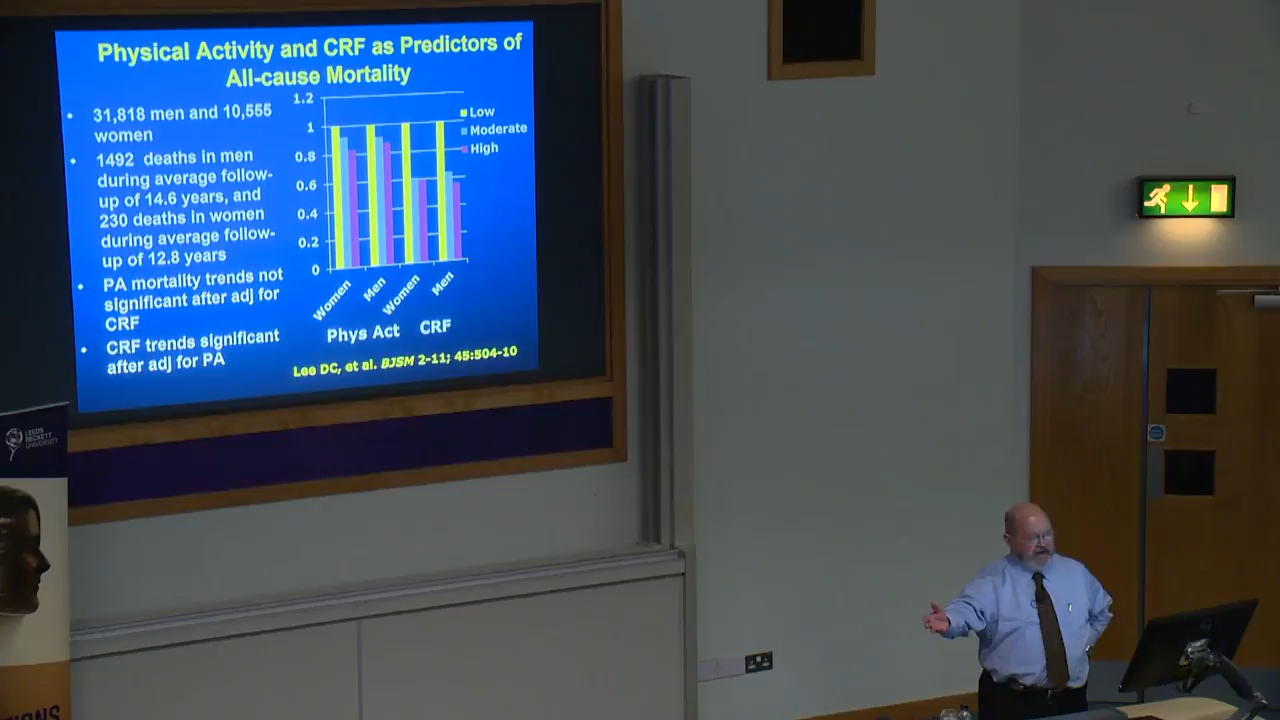 Physical Activity and CRF as Predictors of
All-cause Mortality
• 31,818 men and 10,555
women
• 1492 deaths in men
during average follow-
up of 14.6 years, and
230 deaths in women
during average follow-
up of 12.8 years
• PA mortality trends not
significant after adj for
CRF
• CRF trends significant
after adj for PA
1.2
1
0.8
0.6
0.4
0.2
0
Low
Moderate
High
Women
Men
Women
Men
Phys Act CRF
Lee DC, et al. BJSM 2-11; 45:504-10
LEEDS
BECKETT
UNIVERSITY
IONS